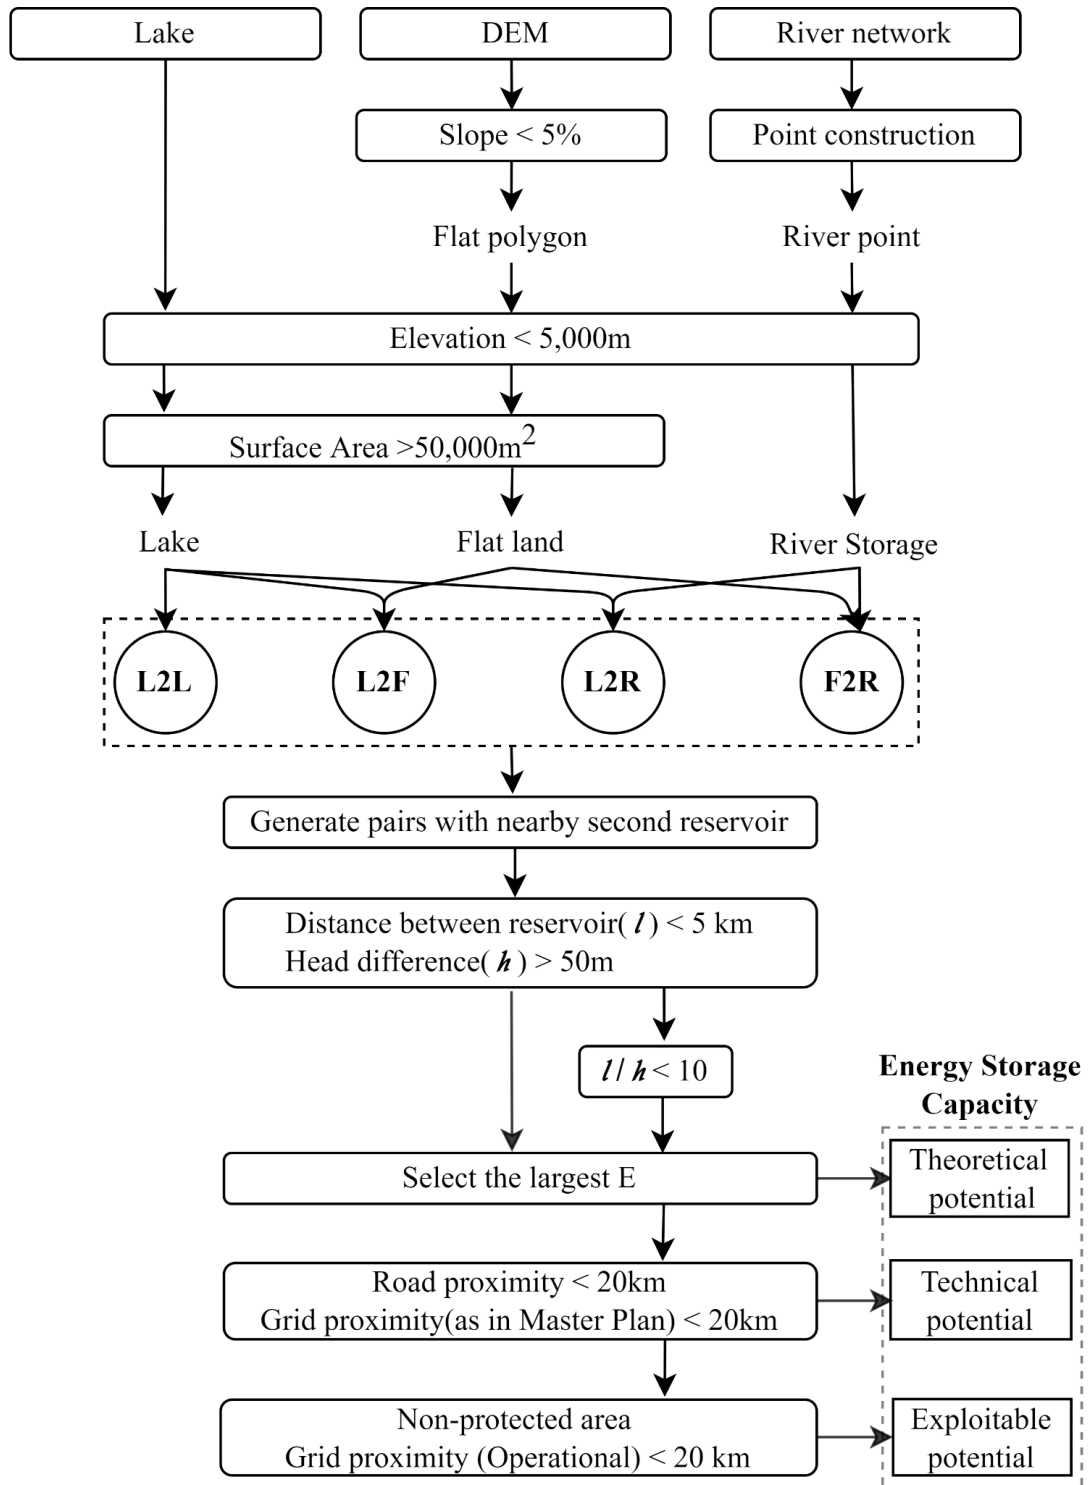 Lake
DEM
River network
Slope < 5%
Point construction
Flat polygon
River point
Elevation < 5,000m
Surface Area >50,000m²
Lake
Flat land
River Storage
L2L
L2F
L2R
F2R
Generate pairs with nearby second reservoir
Distance between reservoir( l ) < 5 km
Head difference( h ) > 50m
l / h < 10
Energy Storage
Capacity
Select the largest E
Theoretical
potential
Road proximity < 20km
Grid proximity(as in Master Plan) < 20km
Technical
potential
Non-protected area
Grid proximity (Operational) < 20 km
Exploitable
potential